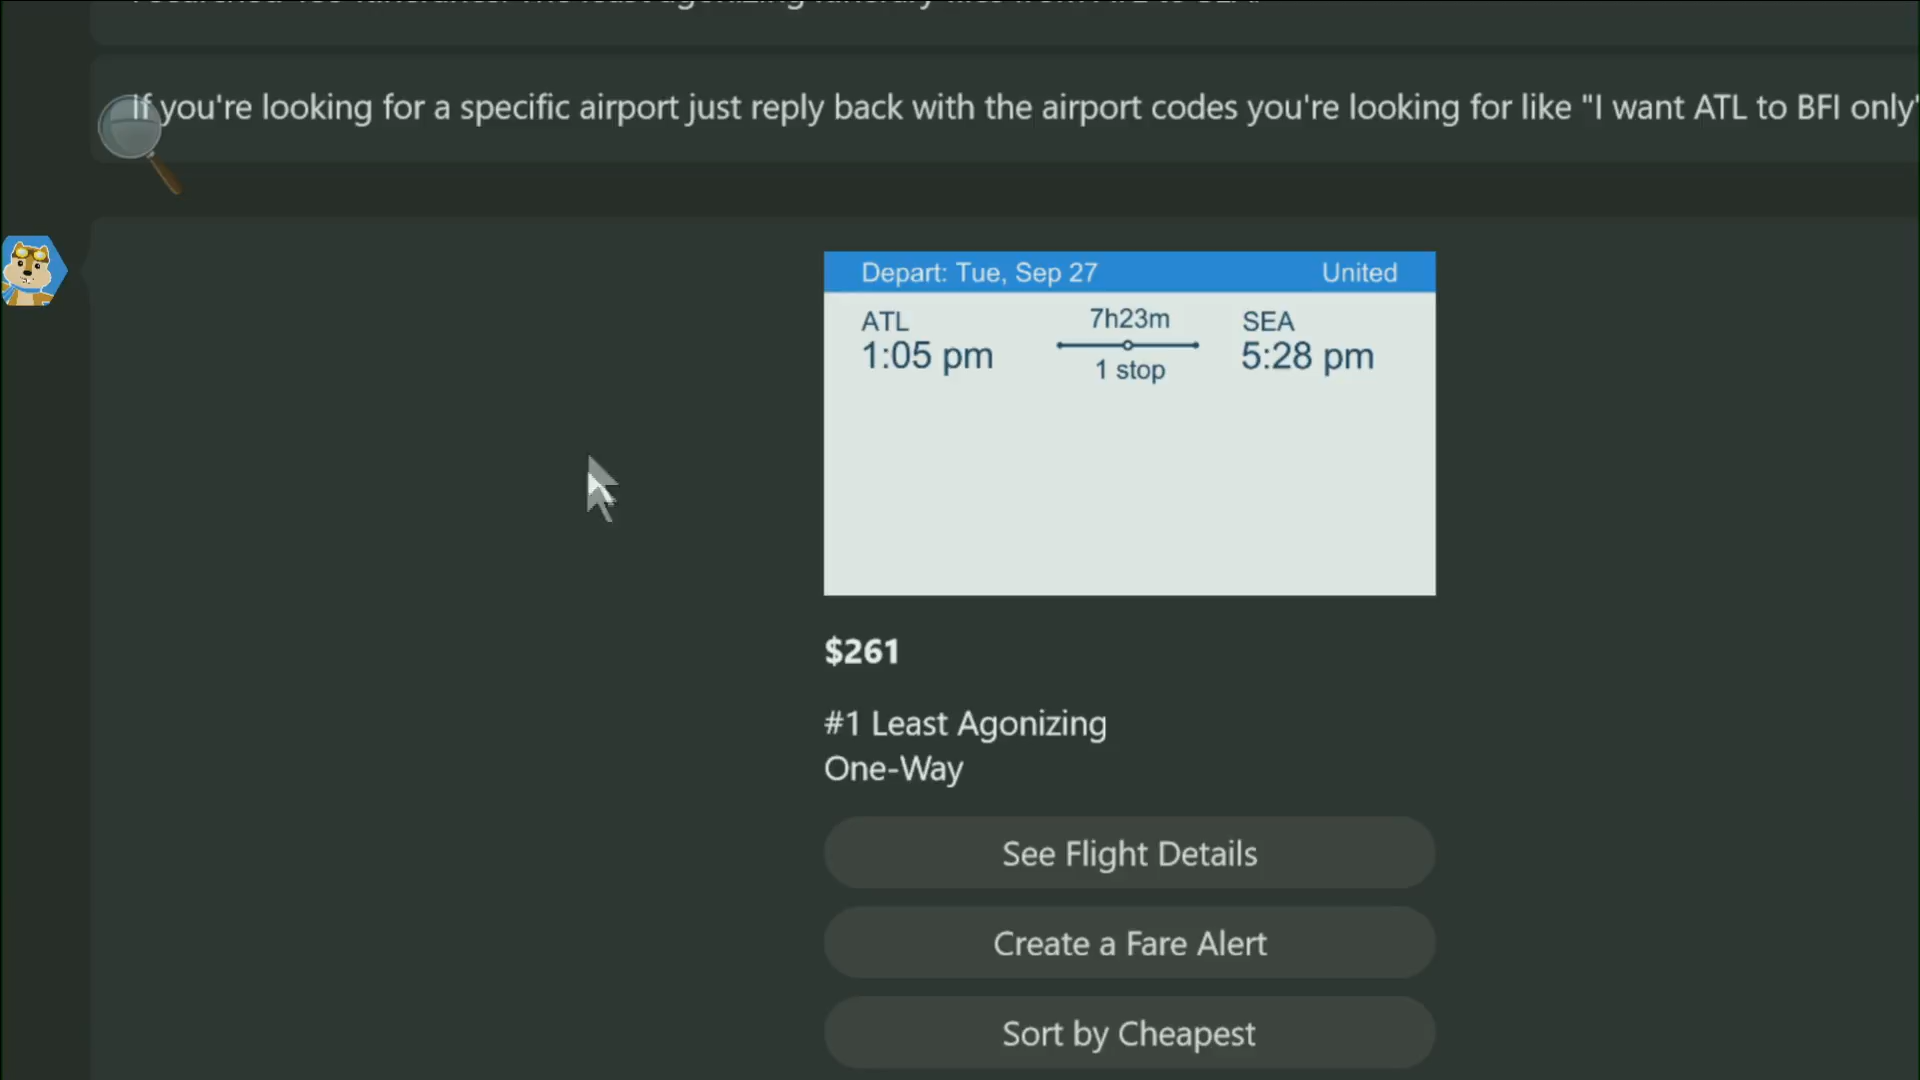 If you're looking for a specific airport just reply back with the airport codes you're looking for like "I want ATL to BFI only"
Depart: Tue, Sep 27 United
ATL 7h23m SEA
1:05 pm 5:28 pm
1 stop
$261
#1 Least Agonizing
One-Way
See Flight Details
Create a Fare Alert
Sort by Cheapest